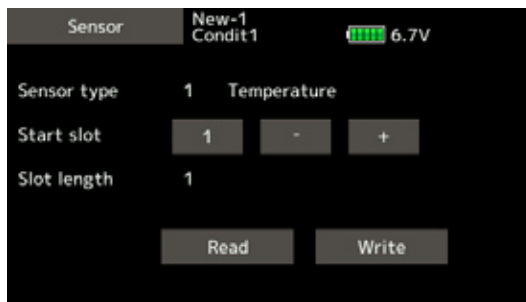 Sensor
New-1
Condit1
6.7V
Sensor type 1 Temperature
Start slot 1 - +
Slot length 1
Read Write